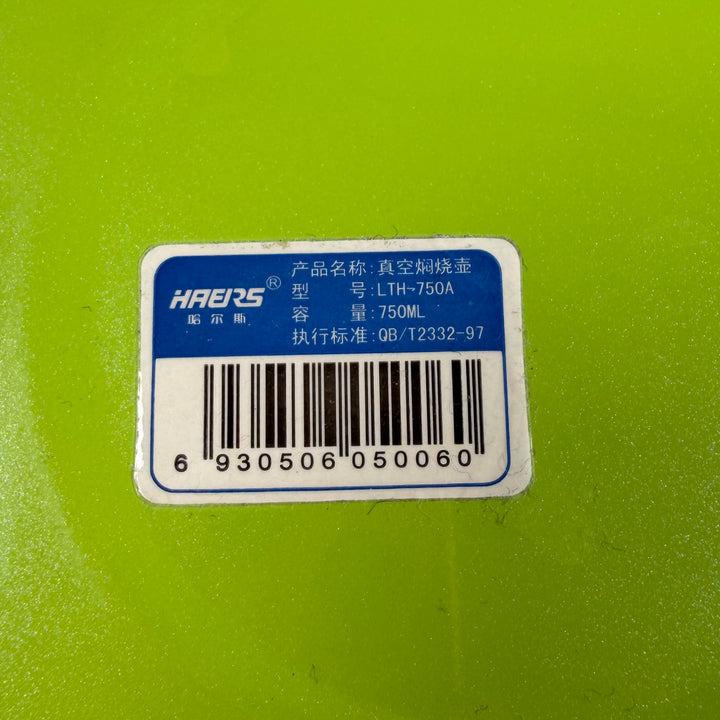 HAERS®
哈尔斯
产品名称:真空焖烧壶
型 号:LTH-750A
容 量:750ML
执行标准:QB/T2332-97
6 930506 050060